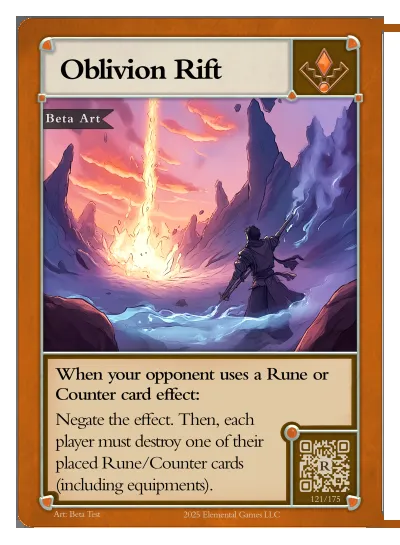 Oblivion Rift
Beta Art
When your opponent uses a Rune or
Counter card effect:
Negate the effect. Then, each
player must destroy one of their
placed Rune/Counter cards
(including equipments).
R
121/175
Art: Beta Test
2025 Elemental Games LLC